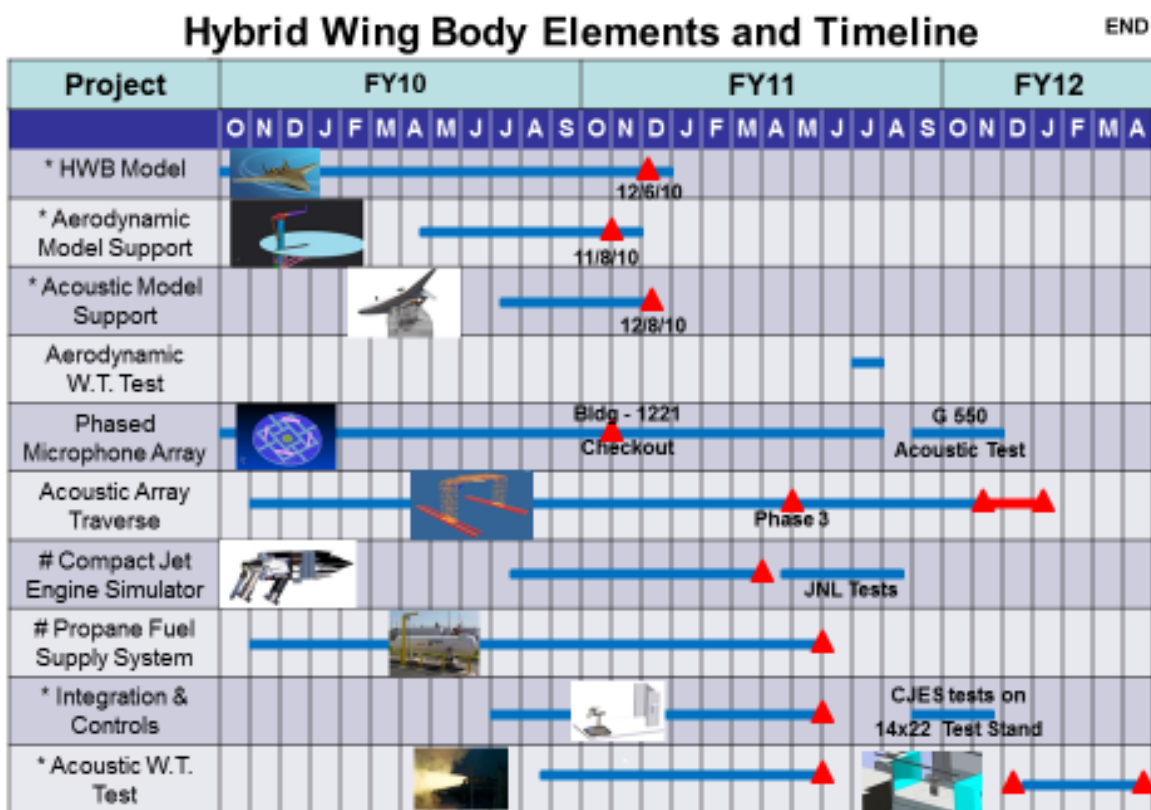 Hybrid Wing Body Elements and Timeline
END
Project FY10 FY11 FY12
O N D J F M A M J J A S O N D J F M A M J J A S O N D J F M A
* HWB Model
12/6/10
* Aerodynamic
Model Support
11/8/10
* Acoustic Model
Support
12/8/10
Aerodynamic
W.T. Test
Phased
Microphone Array
Bldg - 1221
Checkout
G 550
Acoustic Test
Acoustic Array
Traverse
Phase 3
# Compact Jet
Engine Simulator
JNL Tests
# Propane Fuel
Supply System
* Integration &
Controls
CJES tests on
14x22 Test Stand
* Acoustic W.T.
Test